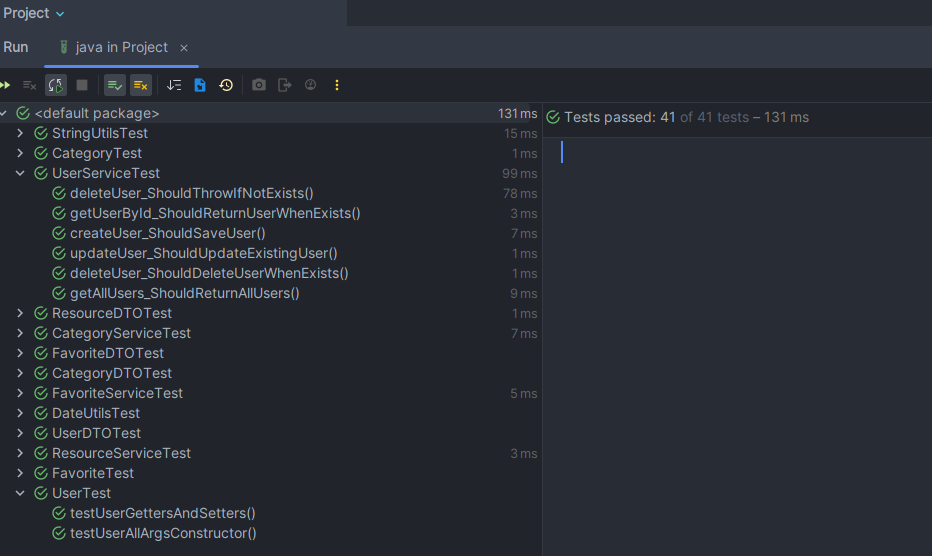 Project
Run java in Project
<default package> 131 ms
Tests passed: 41 of 41 tests – 131 ms
StringUtilsTest 15 ms
CategoryTest 1 ms
UserServiceTest 99 ms
deleteUser_ShouldThrowIfNotExists() 78 ms
getUserById_ShouldReturnUserWhenExists() 3 ms
createUser_ShouldSaveUser() 7 ms
updateUser_ShouldUpdateExistingUser() 1 ms
deleteUser_ShouldDeleteUserWhenExists() 1 ms
getAllUsers_ShouldReturnAllUsers() 9 ms
ResourceDTOTest 1 ms
CategoryServiceTest 7 ms
FavoriteDTOTest
CategoryDTOTest
FavoriteServiceTest 5 ms
DateUtilsTest
UserDTOTest
ResourceServiceTest 3 ms
FavoriteTest
UserTest
testUserGettersAndSetters()
testUserAllArgsConstructor()